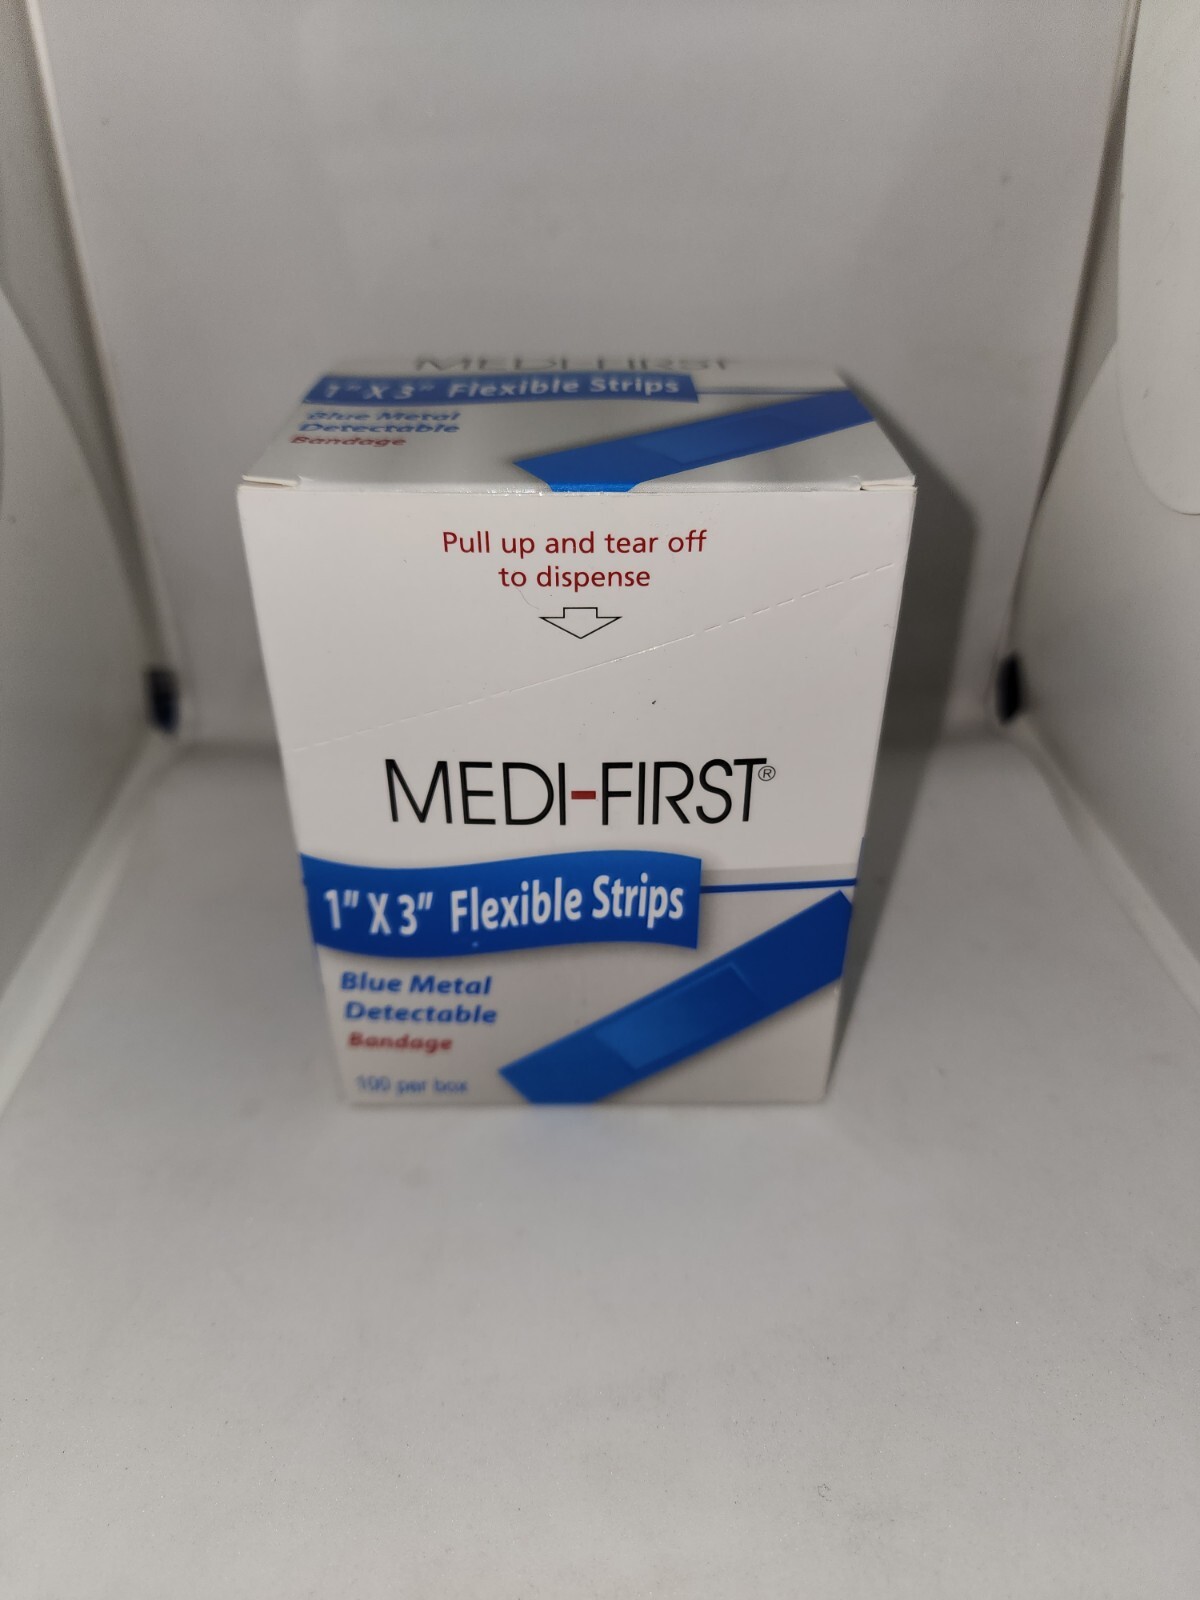 MEDI-FIRST
1" X 3" Flexible Strips
Blue Metal
Detectable
Bandage
Pull up and tear off
to dispense
MEDI-FIRST®
1" X 3" Flexible Strips
Blue Metal
Detectable
Bandage
100 per box